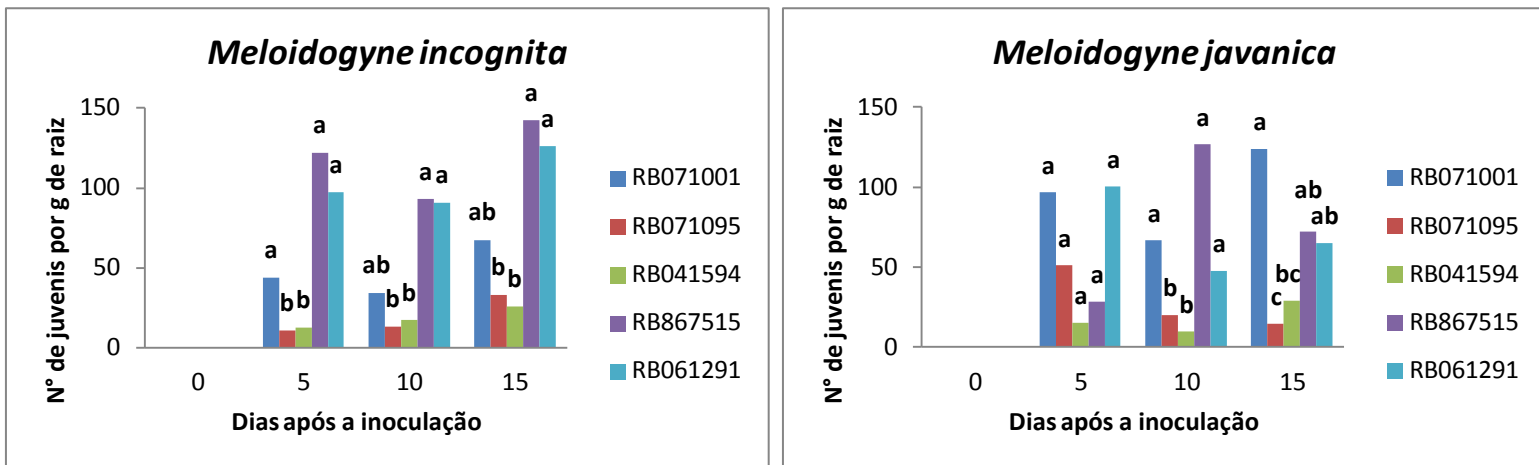 Meloidogyne incognita
N° de juvenis por g de raiz
150
100
50
0
a
b
b
a
a
ab
b
b
a
a
ab
b
b
a
a
0
5
10
15
Dias após a inoculação
RB071001
RB071095
RB041594
RB867515
RB061291
Meloidogyne javanica
N° de juvenis por g de raiz
150
100
50
0
a
a
a
a
a
a
b
b
a
a
a
c
bc
ab
ab
0
5
10
15
Dias após a inoculação
RB071001
RB071095
RB041594
RB867515
RB061291